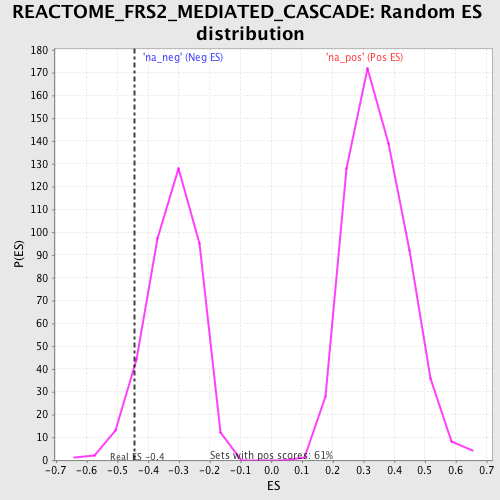 REACTOME_FRS2_MEDIATED_CASCADE: Random ES
distribution
'na_neg' (Neg ES)
'na_pos' (Pos ES)
180
170
160
150
140
130
120
110
100
90
80
70
60
50
40
30
20
10
0
P(ES)
Real ES -0.4
Sets with pos scores: 61%
-0.7 -0.6 -0.5 -0.4 -0.3 -0.2 -0.1 0.0 0.1 0.2 0.3 0.4 0.5 0.6 0.7
ES